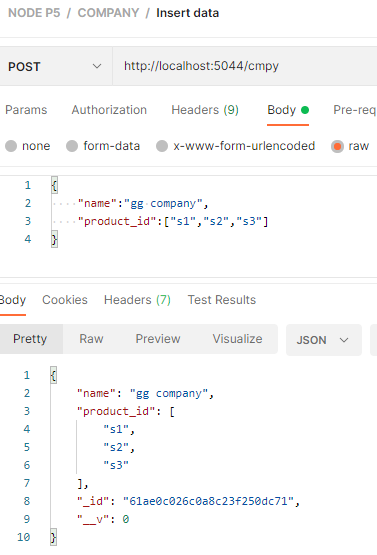 NODE P5 / COMPANY / Insert data
POST http://localhost:5044/cmpy
Params Authorization Headers (9) Body Pre-req
none form-data x-www-form-urlencoded raw
1 {
2 "name":"gg company",
3 "product_id":["s1","s2","s3"]
4 }
Body Cookies Headers (7) Test Results
Pretty Raw Preview Visualize JSON
1 {
2 "name": "gg company",
3 "product_id": [
4 "s1",
5 "s2",
6 "s3"
7 ],
8 "_id": "61ae0c026c0a8c23f250dc71",
9 "__v": 0
10 }